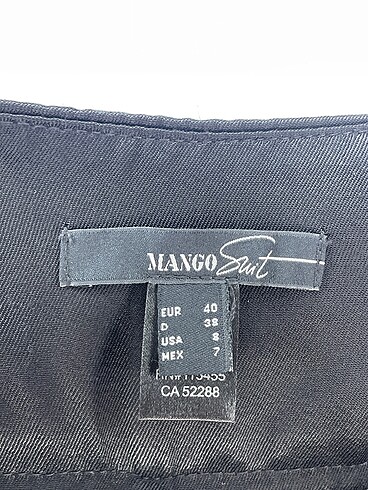 MANGO Suit
EUR 40
D 38
USA 8
MEX 7
CA 52288